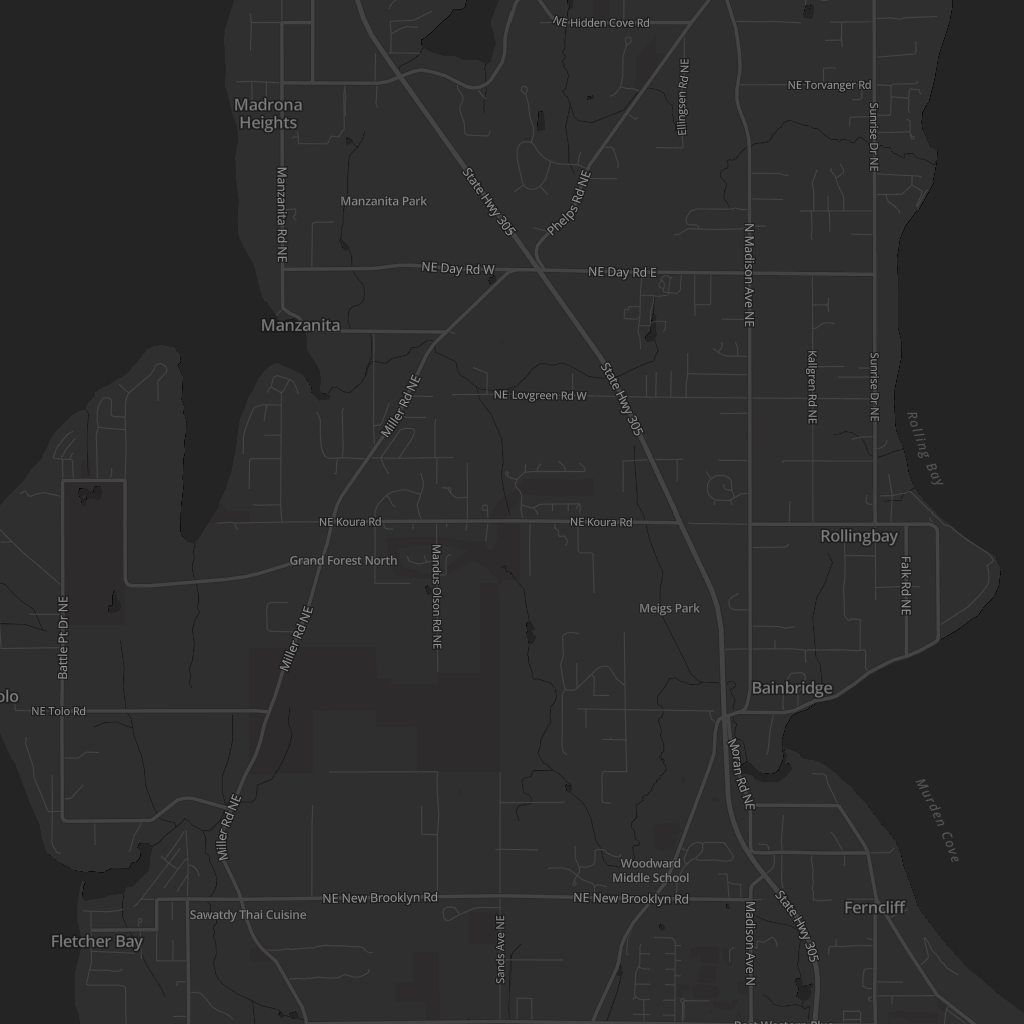 NE Hidden Cove Rd
Ellingsen Rd NE
NE Torvanger Rd
Madrona
Heights
Sunrise Dr NE
Manzanita Rd NE
State Hwy 305
Manzanita Park
Phelps Rd NE
N Madison Ave NE
NE Day Rd W
NE Day Rd E
Manzanita
Miller Rd NE
State Hwy 305
Kallgren Rd NE
Sunrise Dr NE
NE Lovgreen Rd W
Rolling Bay
NE Koura Rd
NE Koura Rd
Rollingbay
Grand Forest North
Mandus Olson Rd NE
Falk Rd NE
Battle Pt Dr NE
Miller Rd NE
Meigs Park
Bainbridge
olo
NE Tolo Rd
Moran Rd NE
Murden Cove
Miller Rd NE
Woodward
Middle School
NE New Brooklyn Rd
NE New Brooklyn Rd
Sawatdy Thai Cuisine
Ferncliff
Fletcher Bay
Sands Ave NE
Madison Ave N
State Hwy 305